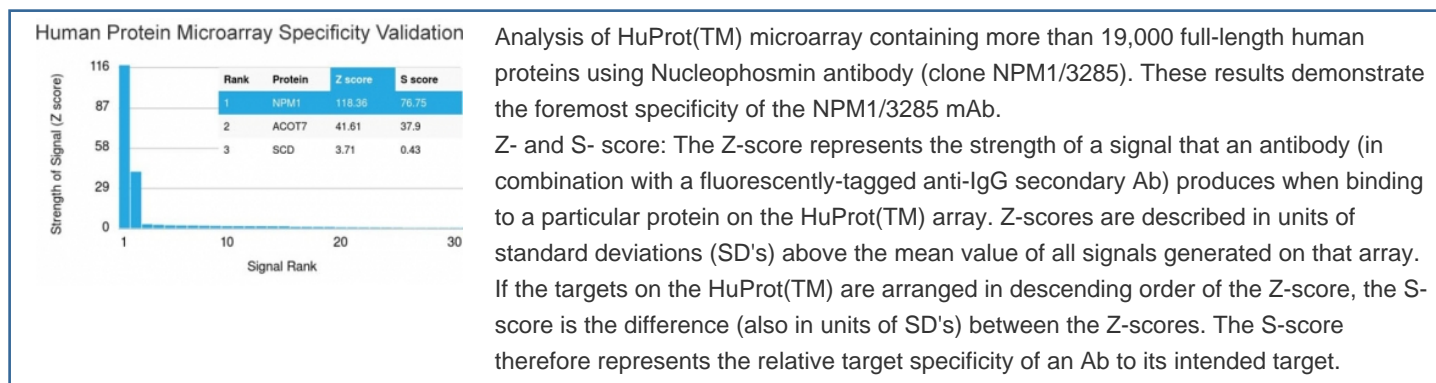 Human Protein Microarray Specificity Validation
Strength of Signal (Z score)
116
87
58
29
0
1 10 20 30
Signal Rank
Rank Protein Z score S score
1 NPM1 118.36 76.75
2 ACOT7 41.61 37.9
3 SCD 3.71 0.43
Analysis of HuProt(TM) microarray containing more than 19,000 full-length human
proteins using Nucleophosmin antibody (clone NPM1/3285). These results demonstrate
the foremost specificity of the NPM1/3285 mAb.
Z- and S- score: The Z-score represents the strength of a signal that an antibody (in
combination with a fluorescently-tagged anti-IgG secondary Ab) produces when binding
to a particular protein on the HuProt(TM) array. Z-scores are described in units of
standard deviations (SD's) above the mean value of all signals generated on that array.
If the targets on the HuProt(TM) are arranged in descending order of the Z-score, the S-
score is the difference (also in units of SD's) between the Z-scores. The S-score
therefore represents the relative target specificity of an Ab to its intended target.